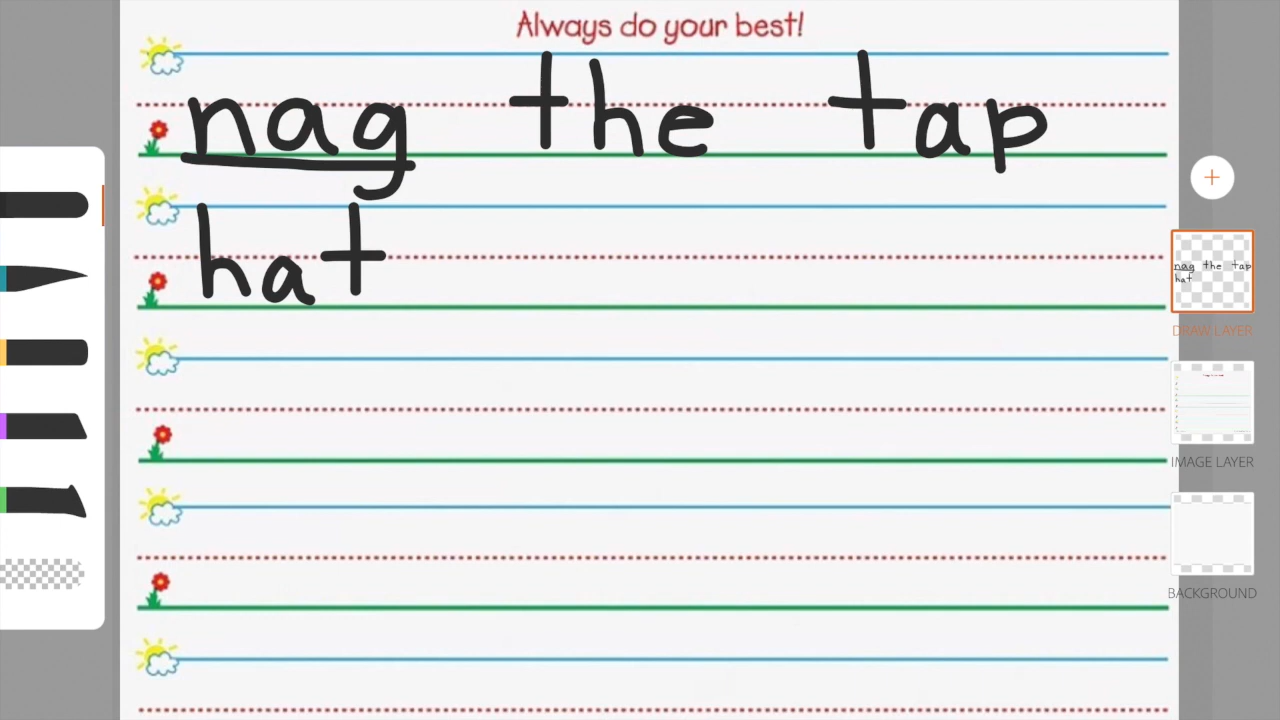 Always do your best!
nag the tap
hat
DRAW LAYER
IMAGE LAYER
BACKGROUND